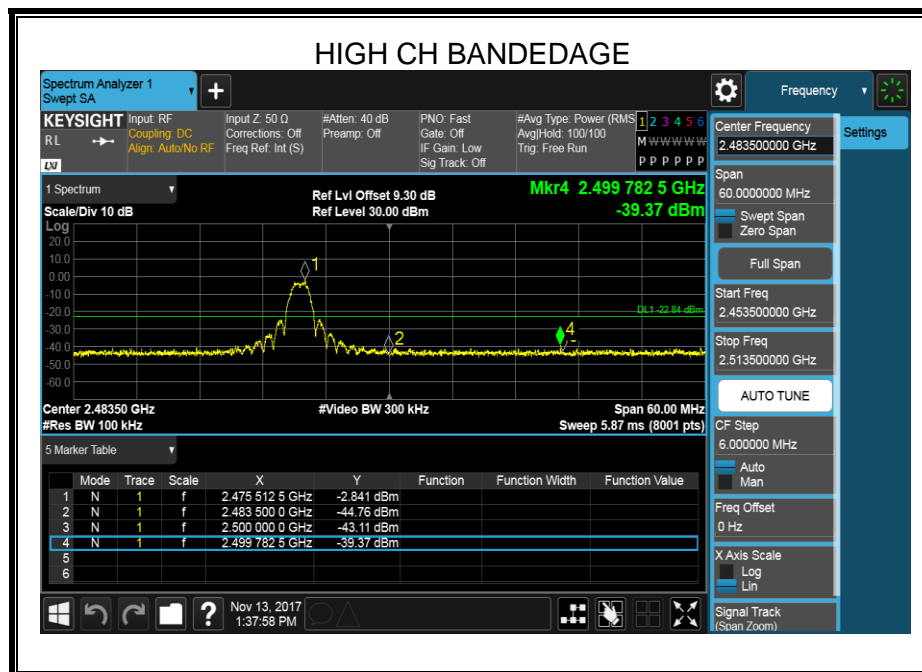 HIGH CH BANDEDAGE
Spectrum Analyzer 1
Swept SA
Frequency
KEYSIGHT
RL
LXI
Input: RF
Coupling: DC
Align: Auto/No RF
Input Z: 50 Ω
Corrections: Off
Freq Ref: Int (S)
#Atten: 40 dB
Preamp: Off
PNO: Fast
Gate: Off
IF Gain: Low
Sig Track: Off
#Avg Type: Power (RMS
Avg|Hold: 100/100
Trig: Free Run
1 2 3 4 5 6
M W W W W W
P P P P P P
1 Spectrum
Scale/Div 10 dB
Ref Lvl Offset 9.30 dB
Ref Level 30.00 dBm
Mkr4 2.499 782 5 GHz
-39.37 dBm
Log
20.0
10.0
0.00
-10.0
-20.0
-30.0
-40.0
-50.0
-60.0
1
2
4
DL1 -22.84 dBm
Center 2.48350 GHz
#Res BW 100 kHz
#Video BW 300 kHz
Span 60.00 MHz
Sweep 5.87 ms (8001 pts)
5 Marker Table
Mode Trace Scale X Y Function Function Width Function Value
1 N 1 f 2.475 512 5 GHz -2.841 dBm
2 N 1 f 2.483 500 0 GHz -44.76 dBm
3 N 1 f 2.500 000 0 GHz -43.11 dBm
4 N 1 f 2.499 782 5 GHz -39.37 dBm
5
6
Nov 13, 2017
1:37:58 PM
Center Frequency
2.483500000 GHz
Settings
Span
60.0000000 MHz
Swept Span
Zero Span
Full Span
Start Freq
2.453500000 GHz
Stop Freq
2.513500000 GHz
AUTO TUNE
CF Step
6.000000 MHz
Auto
Man
Freq Offset
0 Hz
X Axis Scale
Log
Lin
Signal Track
(Span Zoom)